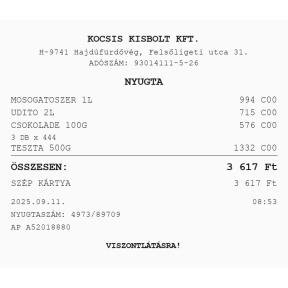 KOCSIS KISBOLT KFT.
H-9741 Hajdúfürdővég, Felsőligeti utca 31.
ADÓSZÁM: 93014111-5-26
NYUGTA
MOSOGATOSZER 1L 994 C00
UDITO 2L 715 C00
CSOKOLADE 100G 576 C00
3 DB x 444
TESZTA 500G 1332 C00
ÖSSZESEN: 3 617 Ft
SZÉP KÁRTYA 3 617 Ft
2025.09.11. 08:53
NYUGTASZÁM: 4973/89709
AP A52018880
VISZONTLÁTÁSRA!